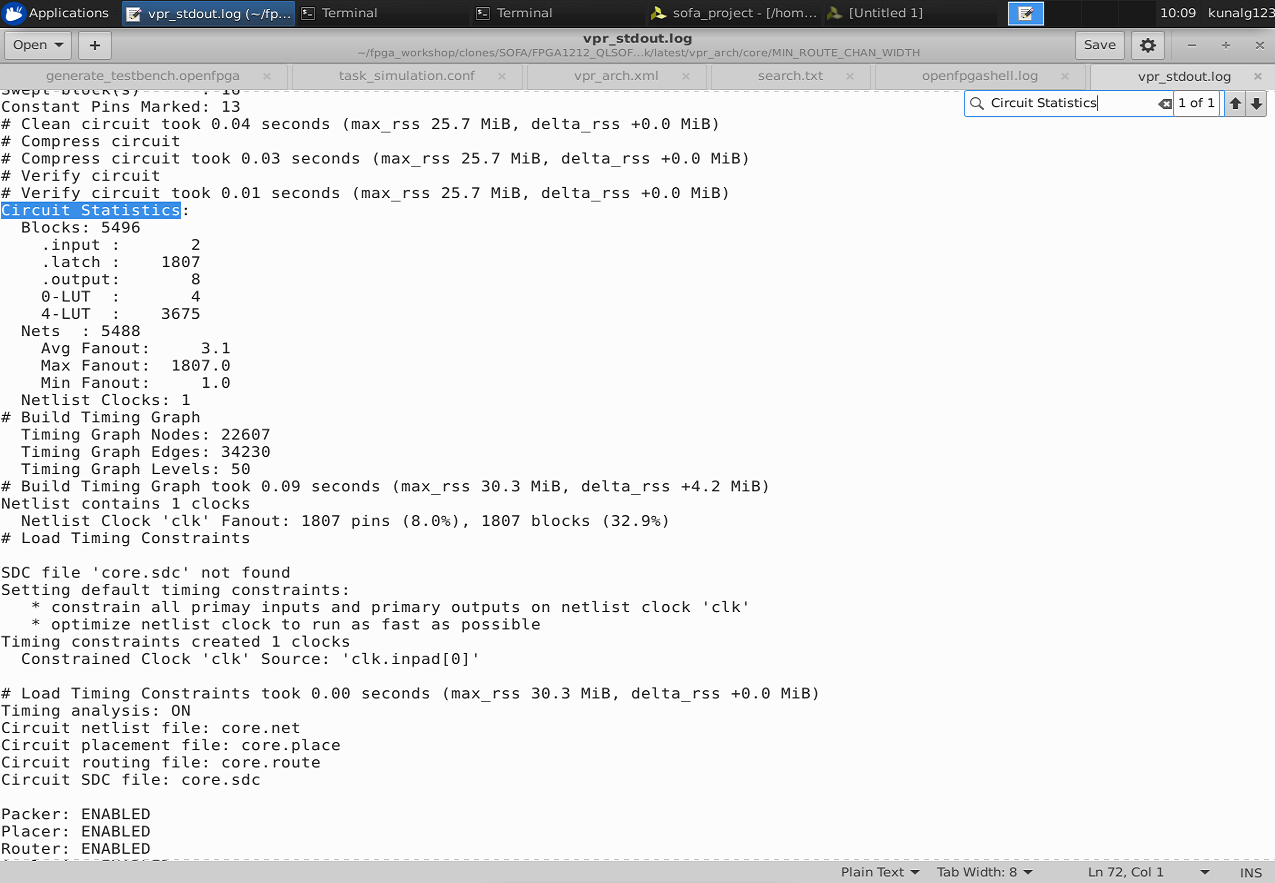 Applications vpr_stdout.log (~/fp... Terminal Terminal sofa_project - [/hom... [Untitled 1] 10:09 kunalg123
Open + vpr_stdout.log Save
~/fpga_workshop/clones/SOFA/FPGA1212_QLSOF...k/latest/vpr_arch/core/MIN_ROUTE_CHAN_WIDTH
generate_testbench.openfpga task_simulation.conf vpr_arch.xml search.txt openfpgashell.log vpr_stdout.log
Circuit Statistics 1 of 1
Swept block(s) : 16
Constant Pins Marked: 13
# Clean circuit took 0.04 seconds (max_rss 25.7 MiB, delta_rss +0.0 MiB)
# Compress circuit
# Compress circuit took 0.03 seconds (max_rss 25.7 MiB, delta_rss +0.0 MiB)
# Verify circuit
# Verify circuit took 0.01 seconds (max_rss 25.7 MiB, delta_rss +0.0 MiB)
Circuit Statistics:
  Blocks: 5496
    .input :       2
    .latch :    1807
    .output:       8
    0-LUT  :       4
    4-LUT  :    3675
  Nets  : 5488
    Avg Fanout:     3.1
    Max Fanout:  1807.0
    Min Fanout:     1.0
  Netlist Clocks: 1
# Build Timing Graph
  Timing Graph Nodes: 22607
  Timing Graph Edges: 34230
  Timing Graph Levels: 50
# Build Timing Graph took 0.09 seconds (max_rss 30.3 MiB, delta_rss +4.2 MiB)
Netlist contains 1 clocks
  Netlist Clock 'clk' Fanout: 1807 pins (8.0%), 1807 blocks (32.9%)
# Load Timing Constraints
SDC file 'core.sdc' not found
Setting default timing constraints:
   * constrain all primay inputs and primary outputs on netlist clock 'clk'
   * optimize netlist clock to run as fast as possible
Timing constraints created 1 clocks
  Constrained Clock 'clk' Source: 'clk.inpad[0]'
# Load Timing Constraints took 0.00 seconds (max_rss 30.3 MiB, delta_rss +0.0 MiB)
Timing analysis: ON
Circuit netlist file: core.net
Circuit placement file: core.place
Circuit routing file: core.route
Circuit SDC file: core.sdc
Packer: ENABLED
Placer: ENABLED
Router: ENABLED
Plain Text Tab Width: 8 Ln 72, Col 1 INS